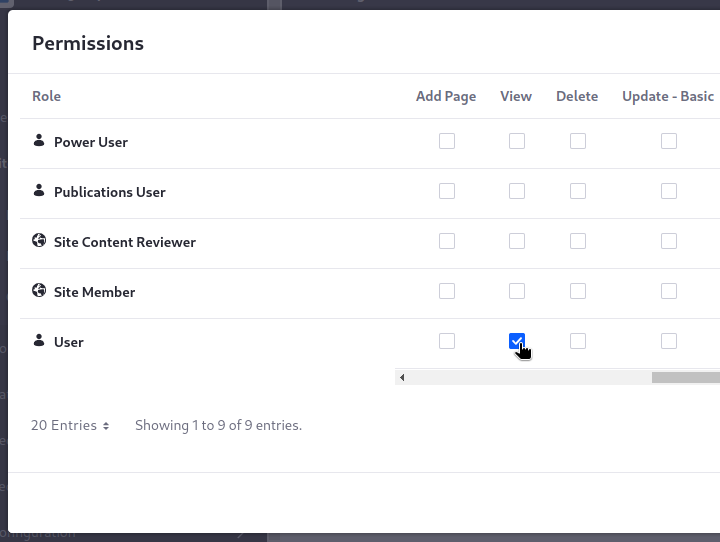 Permissions
Role Add Page View Delete Update - Basic
Power User
Publications User
Site Content Reviewer
Site Member
User
20 Entries Showing 1 to 9 of 9 entries.